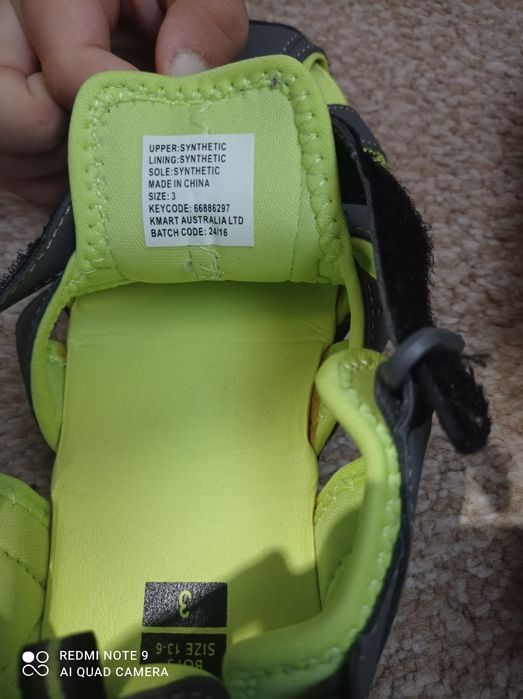 UPPER:SYNTHETIC
LINING:SYNTHETIC
SOLE:SYNTHETIC
MADE IN CHINA
SIZE: 3
KEYCODE: 66886297
KMART AUSTRALIA LTD
BATCH CODE: 24/16
3
SIZE 13-6
BOYS
REDMI NOTE 9
AI QUAD CAMERA